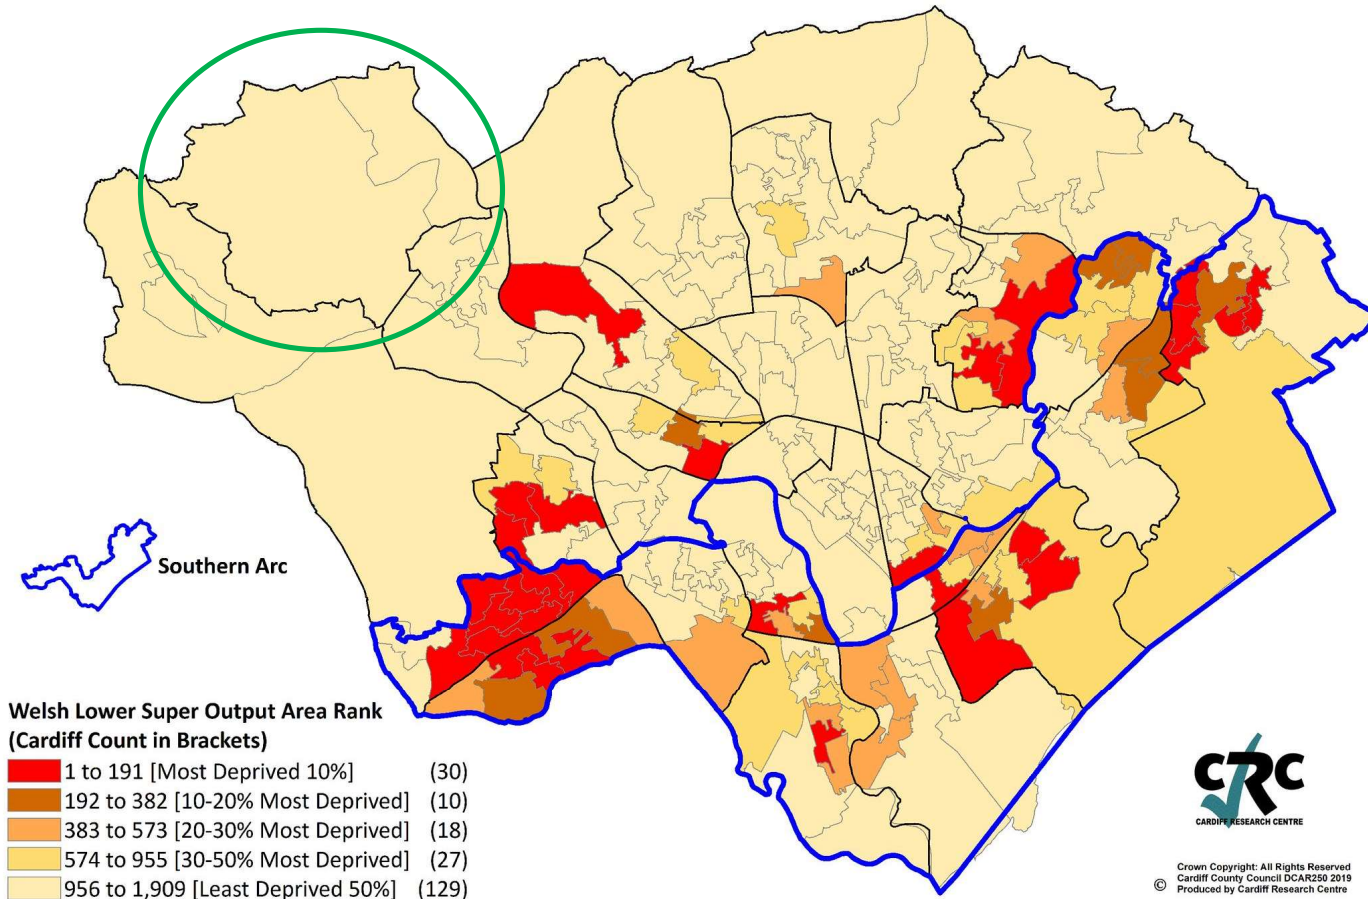 Southern Arc
Welsh Lower Super Output Area Rank
(Cardiff Count in Brackets)
1 to 191 [Most Deprived 10%] (30)
192 to 382 [10-20% Most Deprived] (10)
383 to 573 [20-30% Most Deprived] (18)
574 to 955 [30-50% Most Deprived] (27)
956 to 1,909 [Least Deprived 50%] (129)
CRC
CARDIFF RESEARCH CENTRE
Crown Copyright: All Rights Reserved
Cardiff County Council DCAR250 2019
© Produced by Cardiff Research Centre